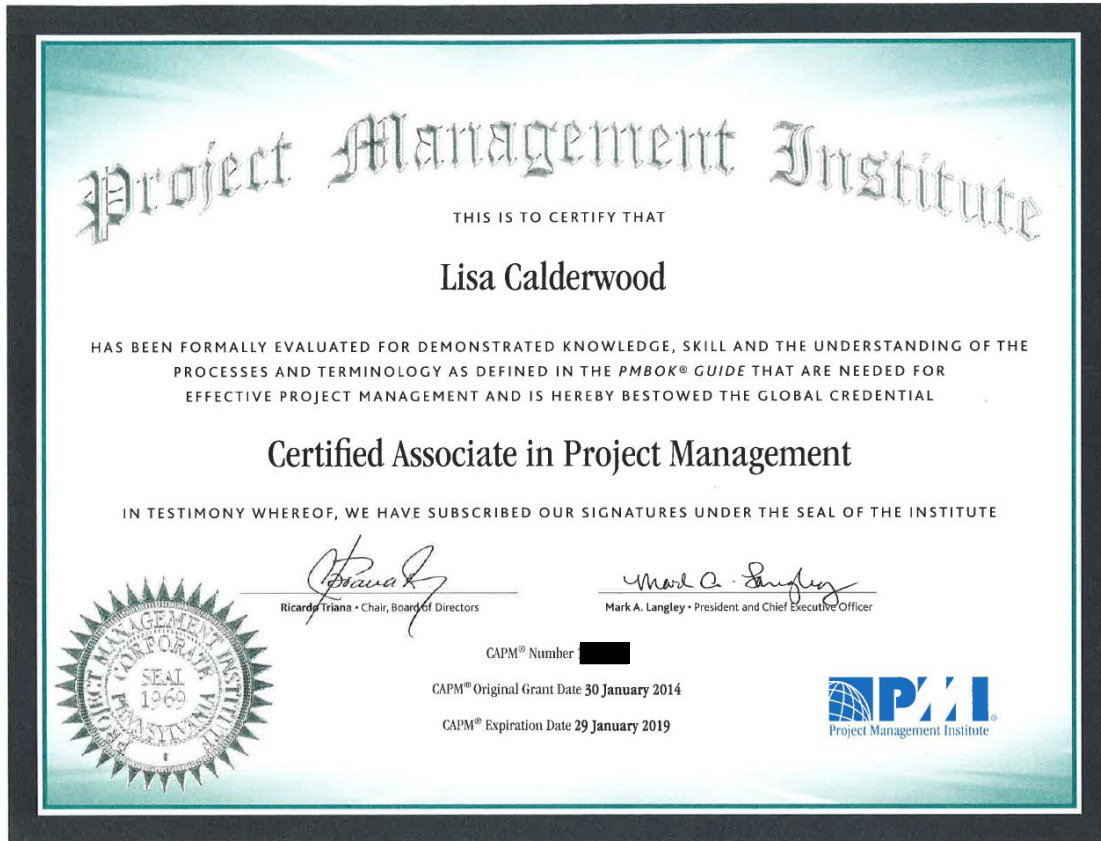 Project Management Institute
THIS IS TO CERTIFY THAT
Lisa Calderwood
HAS BEEN FORMALLY EVALUATED FOR DEMONSTRATED KNOWLEDGE, SKILL AND THE UNDERSTANDING OF THE
PROCESSES AND TERMINOLOGY AS DEFINED IN THE PMBOK® GUIDE THAT ARE NEEDED FOR
EFFECTIVE PROJECT MANAGEMENT AND IS HEREBY BESTOWED THE GLOBAL CREDENTIAL
Certified Associate in Project Management
IN TESTIMONY WHEREOF, WE HAVE SUBSCRIBED OUR SIGNATURES UNDER THE SEAL OF THE INSTITUTE
Mark A. Langley
Ricardo Triana • Chair, Board of Directors
Mark A. Langley • President and Chief Executive Officer
PROJECT MANAGEMENT INSTITUTE
CORPORATE
SEAL
1969
PENNSYLVANIA
CAPM® Number
CAPM® Original Grant Date 30 January 2014
CAPM® Expiration Date 29 January 2019
PMI®
Project Management Institute